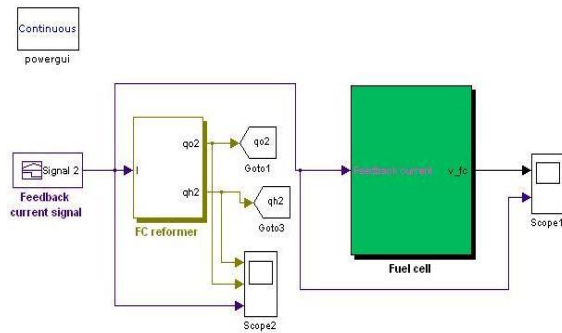 Continuous
powergui
Signal 2
Feedback
current signal
I
qo2
qh2
FC reformer
qo2
Goto1
qh2
Goto3
Scope2
Feedback current
v_fc
Fuel cell
Scope1